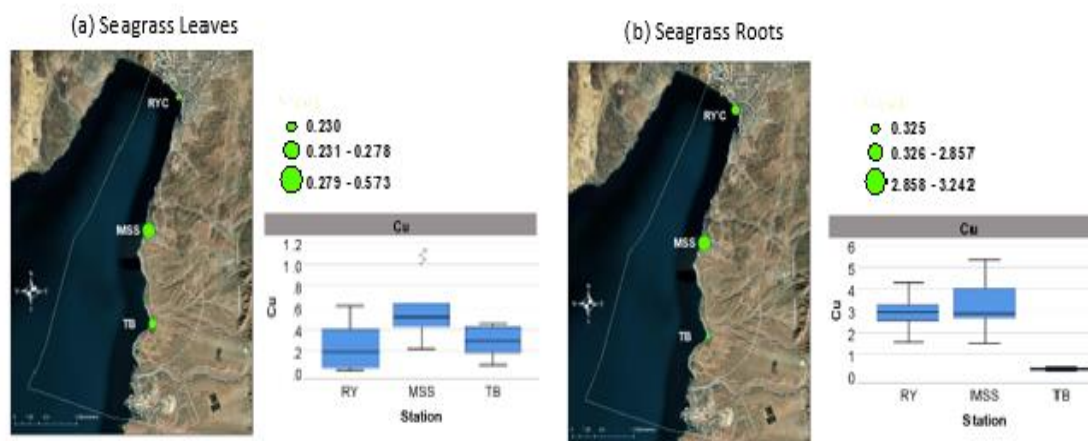 (a) Seagrass Leaves
RYC
MSS
TB
0.230
0.231 - 0.278
0.279 - 0.573
Cu
1.2
1.0
.8
.6
.4
.2
0
Cu
RY
MSS
TB
Station
(b) Seagrass Roots
RYC
MSS
TB
0.325
0.326 - 2.857
2.858 - 3.242
Cu
6
5
4
3
2
1
0
Cu
RY
MSS
TB
Station